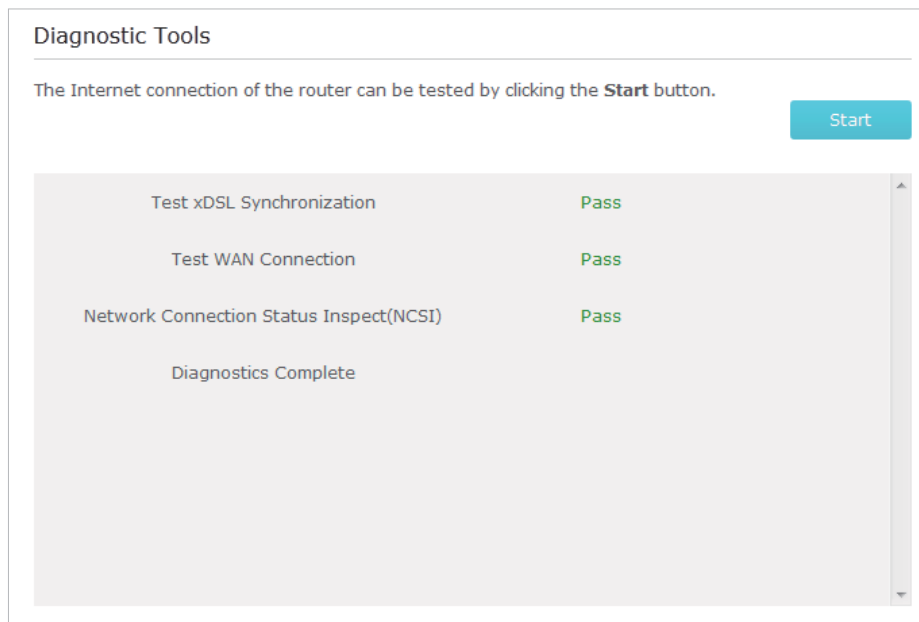 Diagnostic Tools
The Internet connection of the router can be tested by clicking the Start button.
Start
Test xDSL Synchronization Pass
Test WAN Connection Pass
Network Connection Status Inspect(NCSI) Pass
Diagnostics Complete